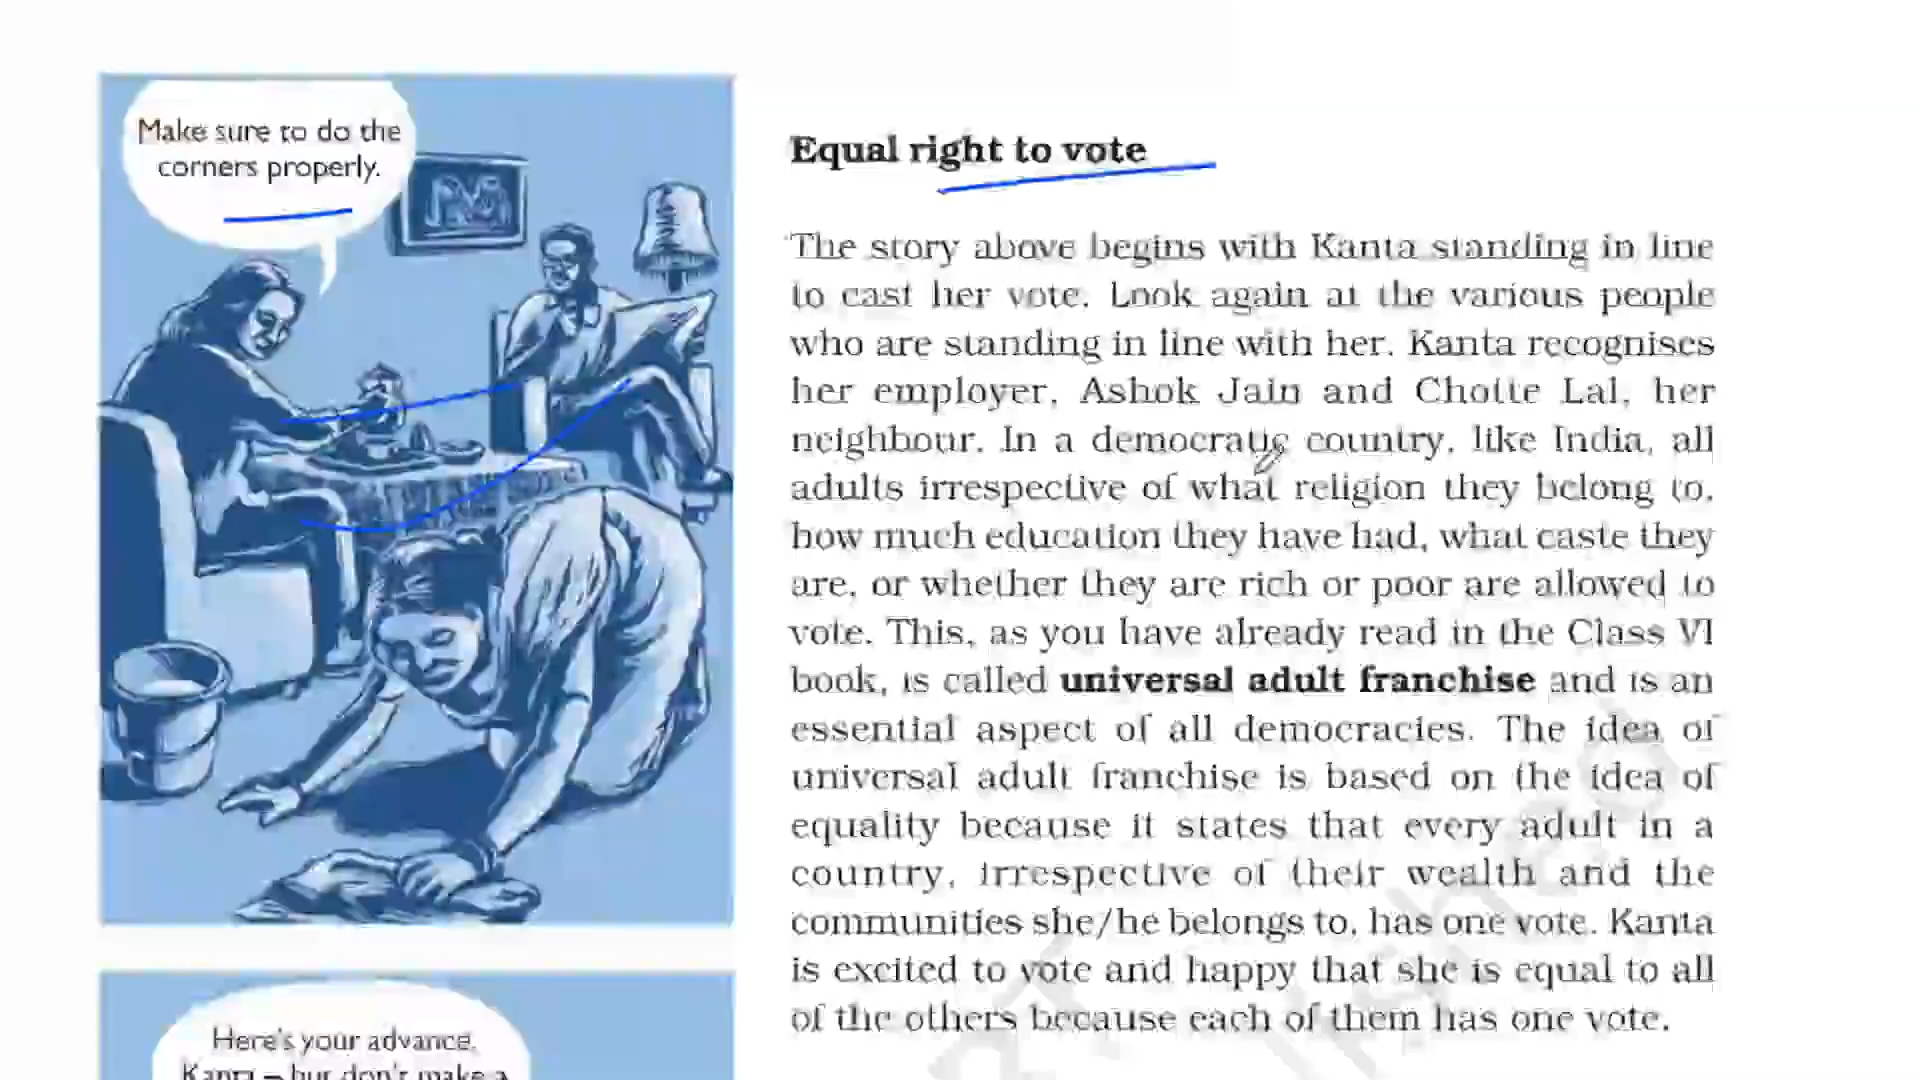 Make sure to do the
corners properly.
Equal right to vote
The story above begins with Kanta standing in line
to cast her vote. Look again at the various people
who are standing in line with her. Kanta recognises
her employer, Ashok Jain and Chotte Lal, her
neighbour. In a democratic country, like India, all
adults irrespective of what religion they belong to,
how much education they have had, what caste they
are, or whether they are rich or poor are allowed to
vote. This, as you have already read in the Class VI
book, is called universal adult franchise and is an
essential aspect of all democracies. The idea of
universal adult franchise is based on the idea of
equality because it states that every adult in a
country, irrespective of their wealth and the
communities she/he belongs to, has one vote. Kanta
is excited to vote and happy that she is equal to all
of the others because each of them has one vote.
Here's your advance,
Kanta – but don't make a